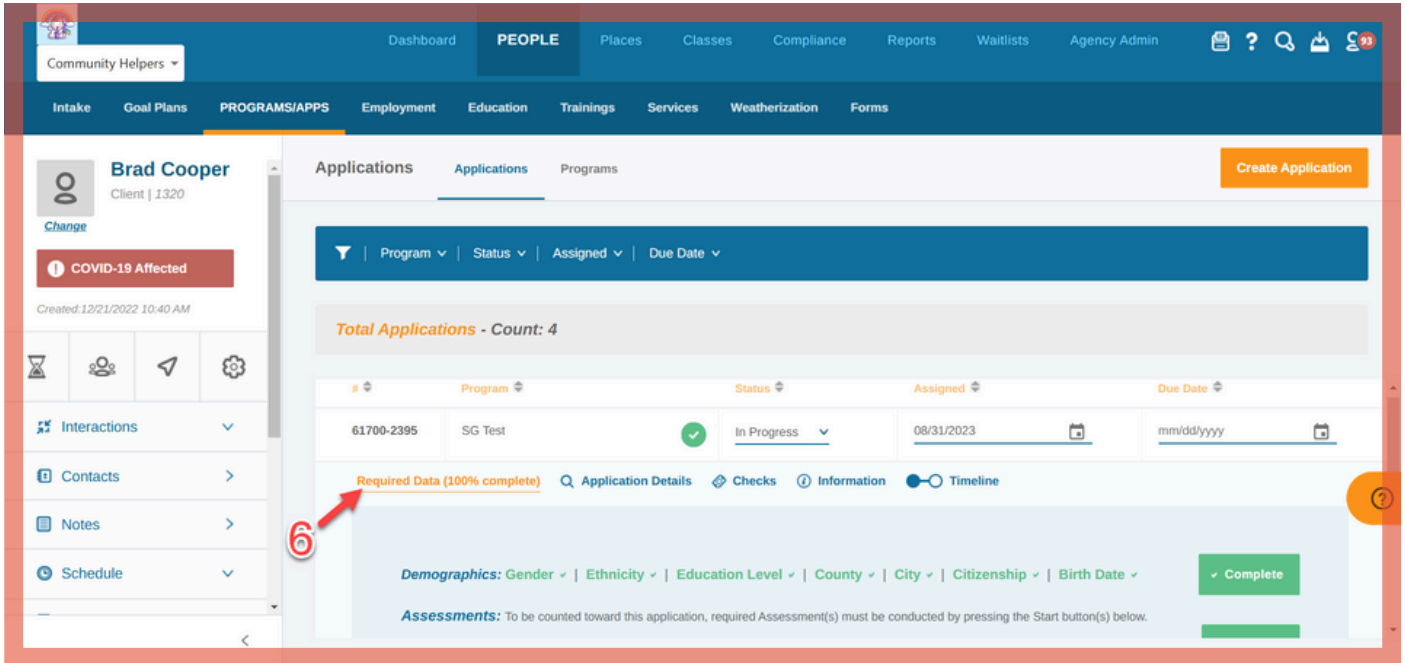 Community Helpers
Dashboard PEOPLE Places Classes Compliance Reports Waitlists Agency Admin ? 93
Intake Goal Plans PROGRAMS/APPS Employment Education Trainings Services Weatherization Forms
Brad Cooper
Client | 1320
Change
COVID-19 Affected
Created:12/21/2022 10:40 AM
Interactions
Contacts
Notes
Schedule
Applications Applications Programs Create Application
| Program | Status | Assigned | Due Date
Total Applications - Count: 4
# Program Status Assigned Due Date
61700-2395 SG Test In Progress 08/31/2023 mm/dd/yyyy
Required Data (100% complete) Application Details Checks Information Timeline
6
Demographics: Gender ✓ | Ethnicity ✓ | Education Level ✓ | County ✓ | City ✓ | Citizenship ✓ | Birth Date ✓ ✓ Complete
Assessments: To be counted toward this application, required Assessment(s) must be conducted by pressing the Start button(s) below.